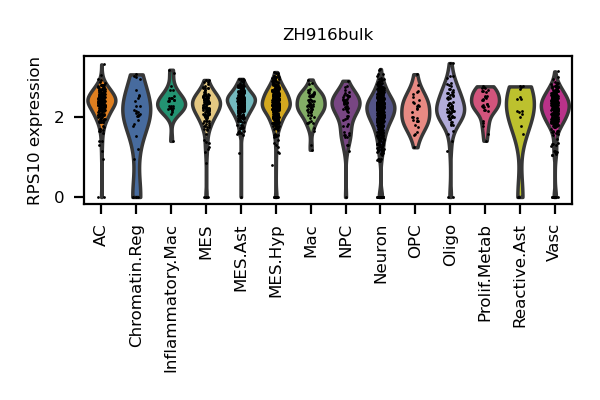 ZH916bulk
RPS10 expression
2
0
AC
Chromatin.Reg
Inflammatory.Mac
MES
MES.Ast
MES.Hyp
Mac
NPC
Neuron
OPC
Oligo
Prolif.Metab
Reactive.Ast
Vasc